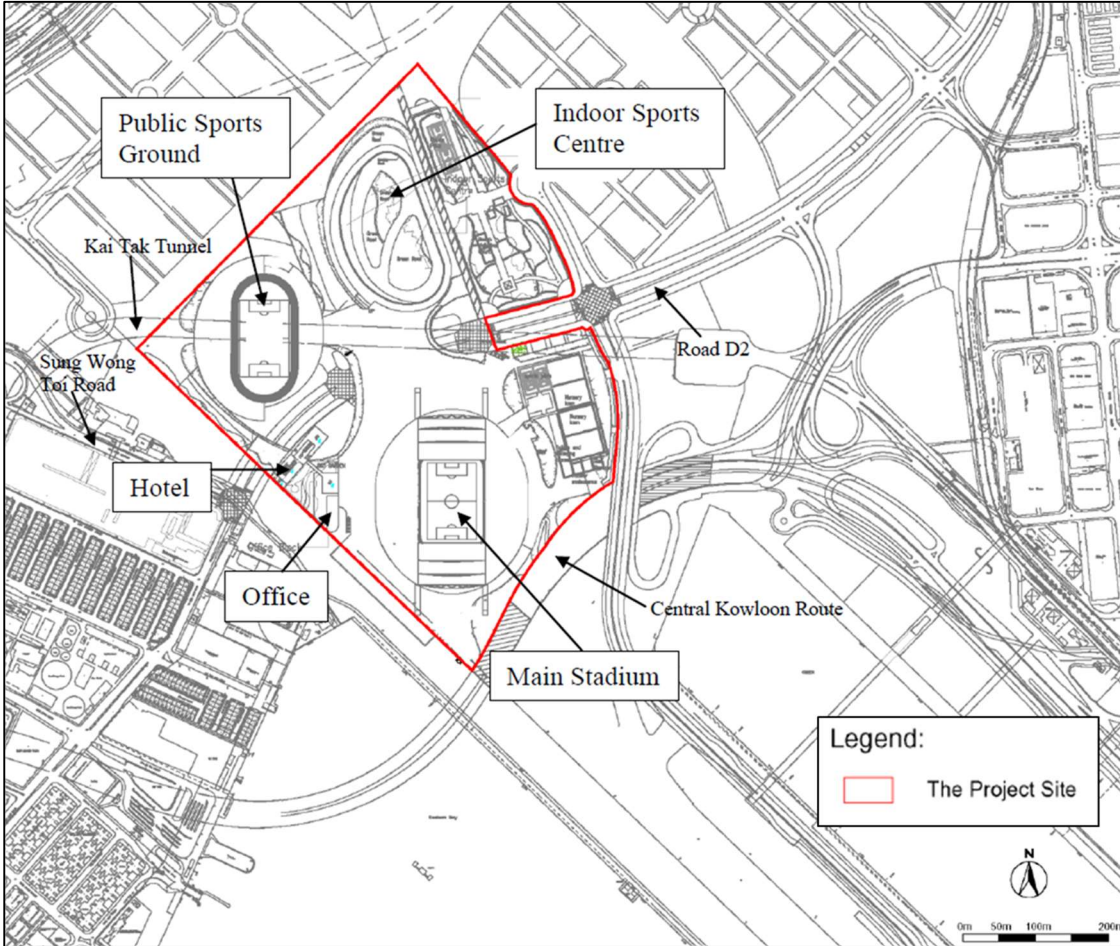 Public Sports
Ground
Indoor Sports
Centre
Kai Tak Tunnel
Sung Wong
Toi Road
Road D2
Hotel
Office
Central Kowloon Route
Main Stadium
Legend:
The Project Site
N
0m 50m 100m 200m